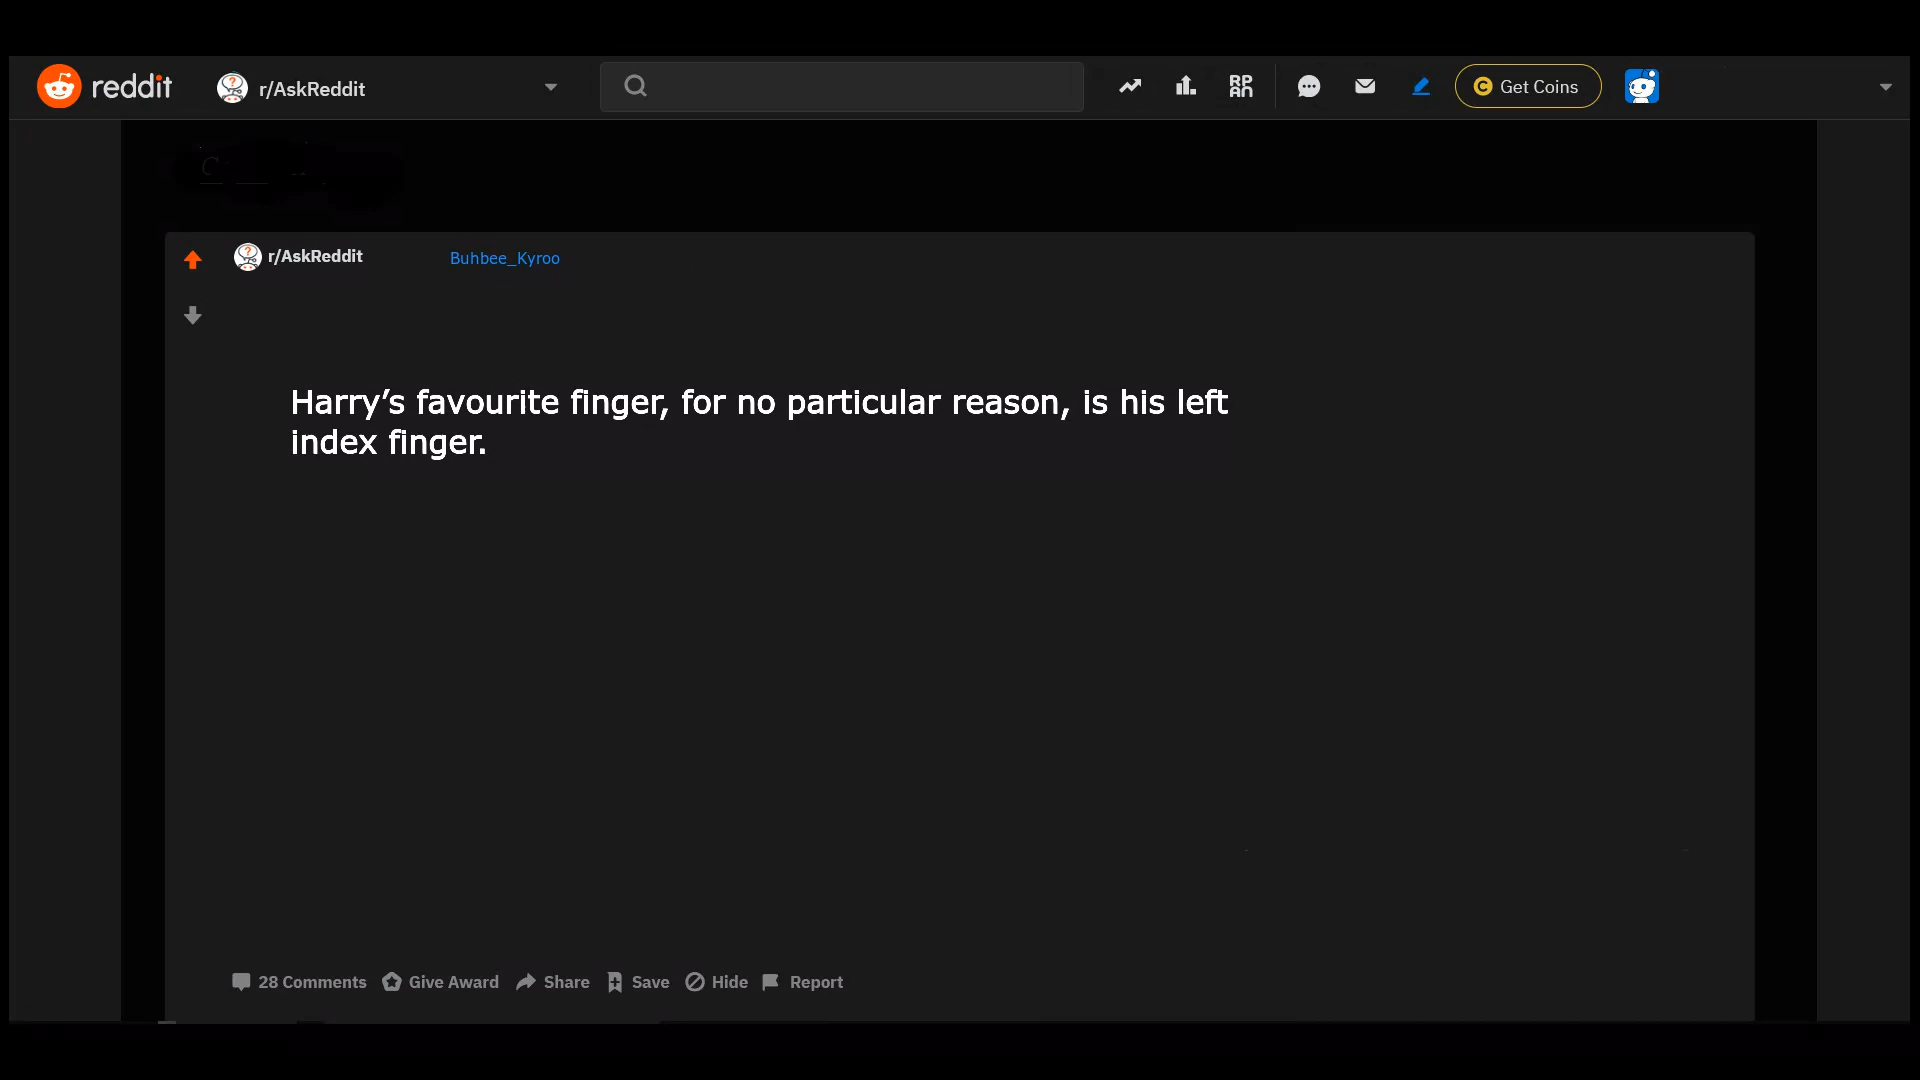 reddit
r/AskReddit
RPAN
Get Coins
r/AskReddit
Buhbee_Kyroo
Harry’s favourite finger, for no particular reason, is his left
index finger.
28 Comments Give Award Share Save Hide Report